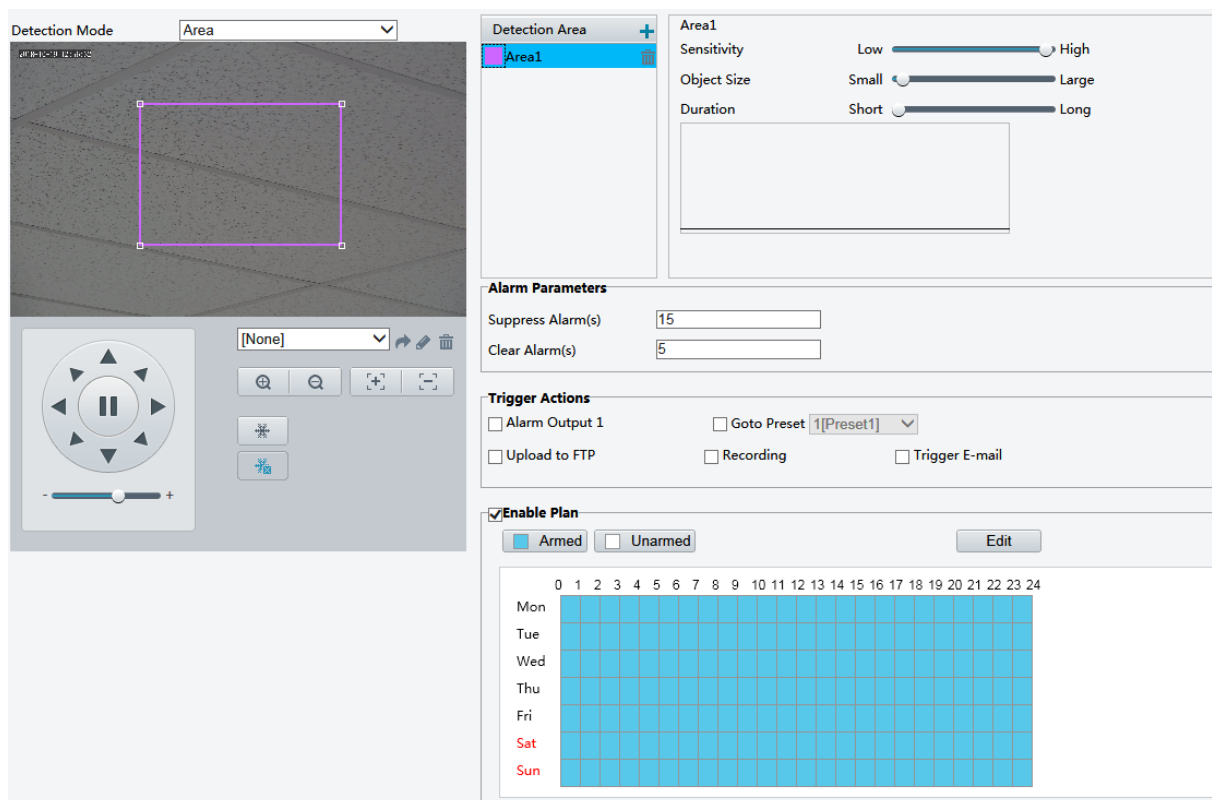 Detection Mode
Area
[None]
-
+
Detection Area
Area1
Area1
Sensitivity Low High
Object Size Small Large
Duration Short Long
Alarm Parameters
Suppress Alarm(s) 15
Clear Alarm(s) 5
Trigger Actions
Alarm Output 1 Goto Preset 1[Preset1]
Upload to FTP Recording Trigger E-mail
Enable Plan
Armed Unarmed Edit
0 1 2 3 4 5 6 7 8 9 10 11 12 13 14 15 16 17 18 19 20 21 22 23 24
Mon
Tue
Wed
Thu
Fri
Sat
Sun